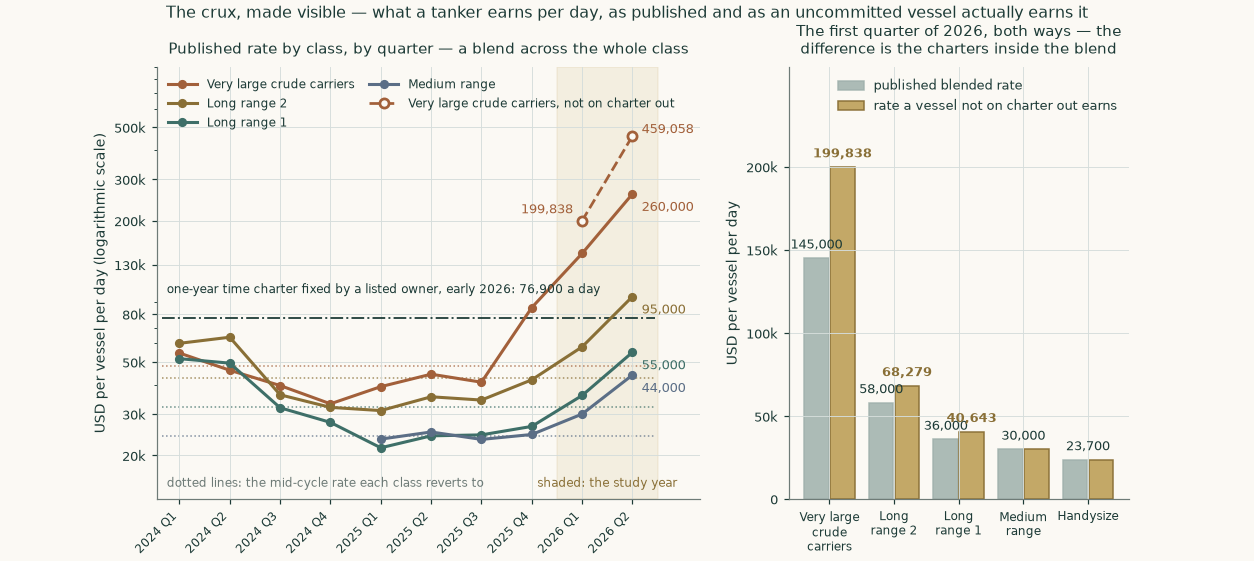 The crux, made visible — what a tanker earns per day, as published and as an uncommitted vessel actually earns it
Published rate by class, by quarter — a blend across the whole class
Very large crude carriers
Long range 2
Long range 1
Medium range
Very large crude carriers, not on charter out
USD per vessel per day (logarithmic scale)
500k
300k
200k
130k
80k
50k
30k
20k
459,058
199,838
260,000
one-year time charter fixed by a listed owner, early 2026: 76,900 a day
95,000
55,000
44,000
dotted lines: the mid-cycle rate each class reverts to
shaded: the study year
2024 Q1
2024 Q2
2024 Q3
2024 Q4
2025 Q1
2025 Q2
2025 Q3
2025 Q4
2026 Q1
2026 Q2
The first quarter of 2026, both ways — the
difference is the charters inside the blend
published blended rate
rate a vessel not on charter out earns
USD per vessel per day
200k
150k
100k
50k
0
199,838
145,000
68,279
58,000
40,643
36,000
30,000
23,700
Very large
crude
carriers
Long
range 2
Long
range 1
Medium
range
Handysize